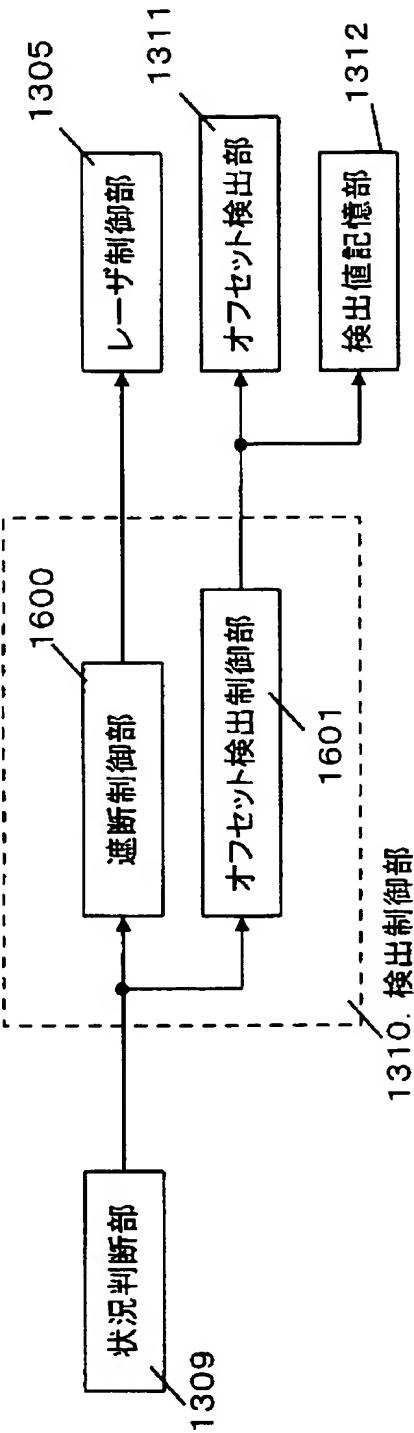 状況判断部
1309
1310. 検出制御部
遮断制御部
1600
オフセット検出制御部
1601
レーザ制御部
1305
オフセット検出部
1311
検出値記憶部
1312